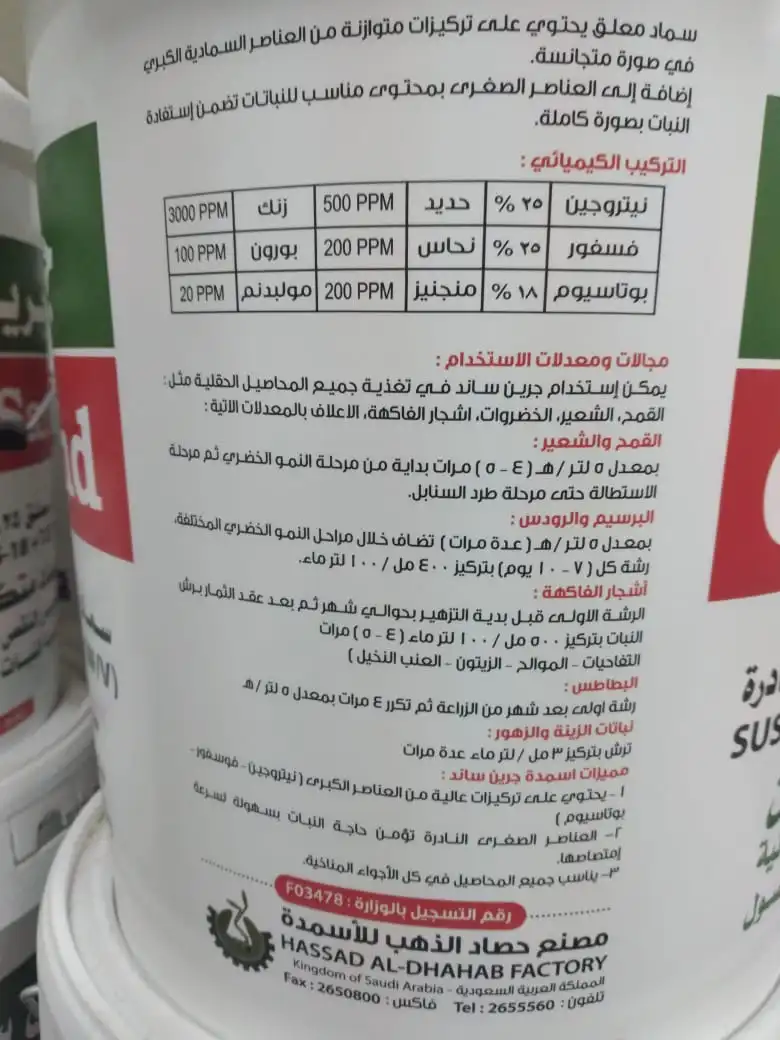 سماد معلق يحتوي على تركيزات متوازنة من العناصر السمادية الكبرى
في صورة متجانسة.
إضافة إلى العناصر الصغرى بمحتوى مناسب للنباتات تضمن إستفادة
النبات بصورة كاملة.
التركيب الكيميائي :
نيتروجين ٢٥ % حديد 500 PPM زنك 3000 PPM
فسفور ٢٥ % نحاس 200 PPM بورون 100 PPM
بوتاسيوم ١٨ % منجنيز 200 PPM موليدنم 20 PPM
مجالات ومعدلات الاستخدام :
يمكن إستخدام جرين ساند في تغذية جميع المحاصيل الحقلية مثل :
القمح، الشعير، الخضروات، اشجار الفاكهة، الاعلاف بالمعدلات الاتية :
القمح والشعير :
بمعدل ٥ لتر / هـ ( ٤ - ٥ ) مرات بداية من مرحلة النمو الخضري ثم مرحلة
الاستطالة حتى مرحلة طرد السنابل.
البرسيم والرودس :
بمعدل ٥ لتر / هـ ( عدة مرات ) تضاف خلال مراحل النمو الخضري المختلفة،
رشة كل ( ٧ - ١٠ يوم) بتركيز ٤٠٠ مل / ١٠٠ لتر ماء.
أشجار الفاكهة :
الرشة الاولى قبل بدية التزهير بحوالي شهر ثم بعد عقد الثمار برش
النبات بتركيز ٥٠٠ مل / ١٠٠ لتر ماء ( ٤ - ٥ ) مرات
التفاحيات - الموالح - الزيتون - العنب النخيل )
البطاطس :
رشة اولى بعد شهر من الزراعة ثم تكرر ٤ مرات بمعدل ٥ لتر / هـ
نباتات الزينة والزهور :
ترش بتركيز ٣ مل / لتر ماء عدة مرات
مميزات اسمدة جرين ساند :
١ - يحتوي على تركيزات عالية من العناصر الكبرى ( نيتروجين - فوسفور -
بوتاسيوم )
٢- العناصر الصغرى النادرة تؤمن حاجة النبات بسهولة لسرعة
إمتصاصها.
٣- يناسب جميع المحاصيل في كل الأجواء المناخية.
رقم التسجيل بالوزارة : F03478
مصنع حصاد الذهب للأسمدة
HASSAD AL-DHAHAB FACTORY
المملكة العربية السعودية - Kingdom of Saudi Arabia
تلفون : Tel : 2655560 فاكس : Fax : 2650800
nd